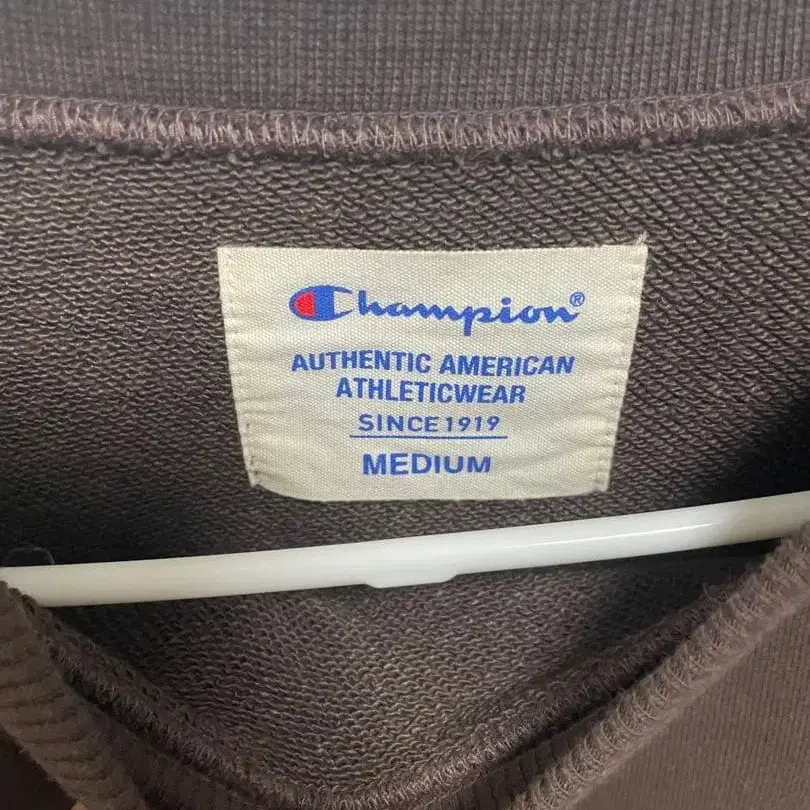 Champion®
AUTHENTIC AMERICAN
ATHLETICWEAR
SINCE 1919
MEDIUM